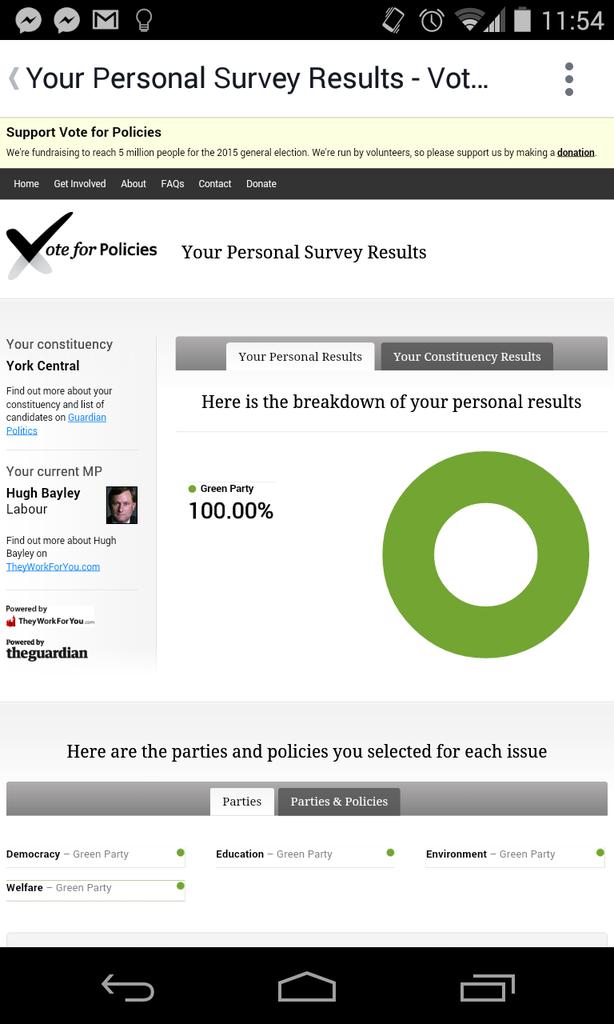 11:54
Your Personal Survey Results - Vot...
Support Vote for Policies
We're fundraising to reach 5 million people for the 2015 general election. We're run by volunteers, so please support us by making a donation.
Home Get Involved About FAQs Contact Donate
Vote for Policies
Your Personal Survey Results
Your constituency
York Central
Find out more about your
constituency and list of
candidates on Guardian
Politics
Your current MP
Hugh Bayley
Labour
Find out more about Hugh
Bayley on
TheyWorkForYou.com
Powered by
TheyWorkForYou.com
Powered by
theguardian
Your Personal Results Your Constituency Results
Here is the breakdown of your personal results
Green Party
100.00%
Here are the parties and policies you selected for each issue
Parties Parties & Policies
Democracy – Green Party Education – Green Party Environment – Green Party
Welfare – Green Party